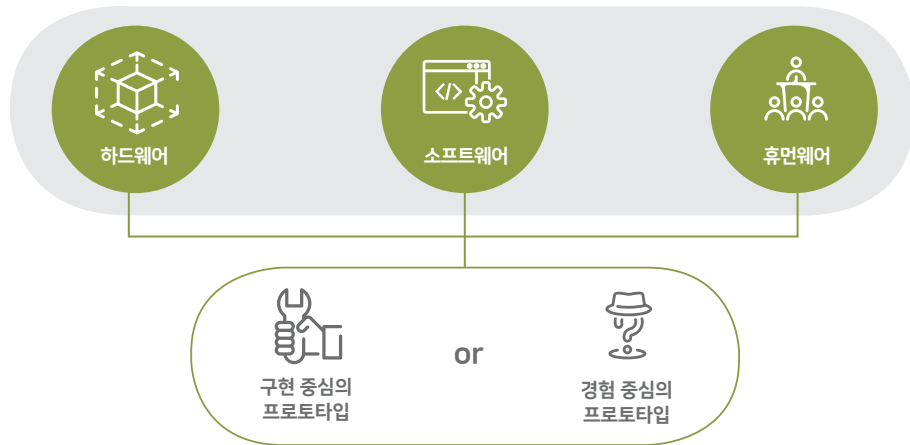 </>
하드웨어
소프트웨어
휴먼웨어
or
구현 중심의
프로토타입
경험 중심의
프로토타입